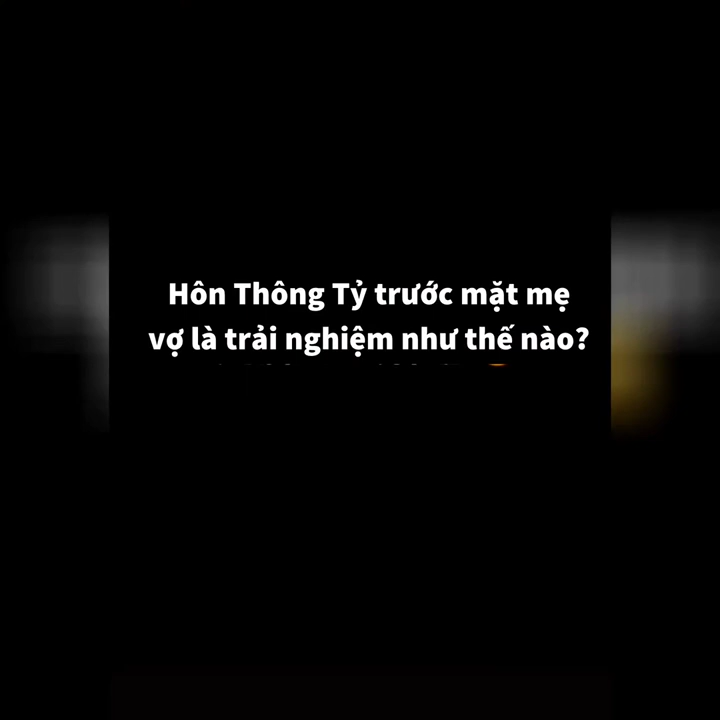 Hôn Thông Tỷ trước mặt mẹ
vợ là trải nghiệm như thế nào?